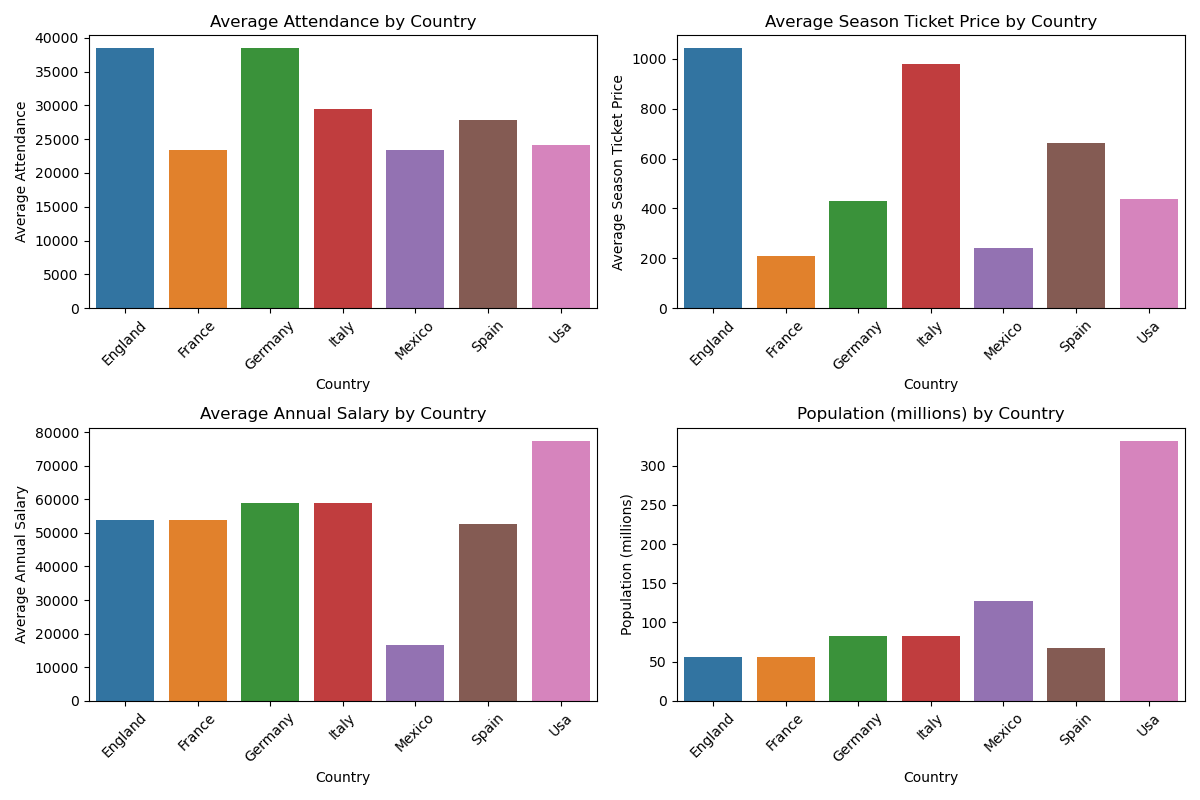 Average Attendance by Country
Average Attendance
40000
35000
30000
25000
20000
15000
10000
5000
0
England
France
Germany
Italy
Mexico
Spain
Usa
Country
Average Season Ticket Price by Country
Average Season Ticket Price
1000
800
600
400
200
0
England
France
Germany
Italy
Mexico
Spain
Usa
Country
Average Annual Salary by Country
Average Annual Salary
80000
70000
60000
50000
40000
30000
20000
10000
0
England
France
Germany
Italy
Mexico
Spain
Usa
Country
Population (millions) by Country
Population (millions)
300
250
200
150
100
50
0
England
France
Germany
Italy
Mexico
Spain
Usa
Country